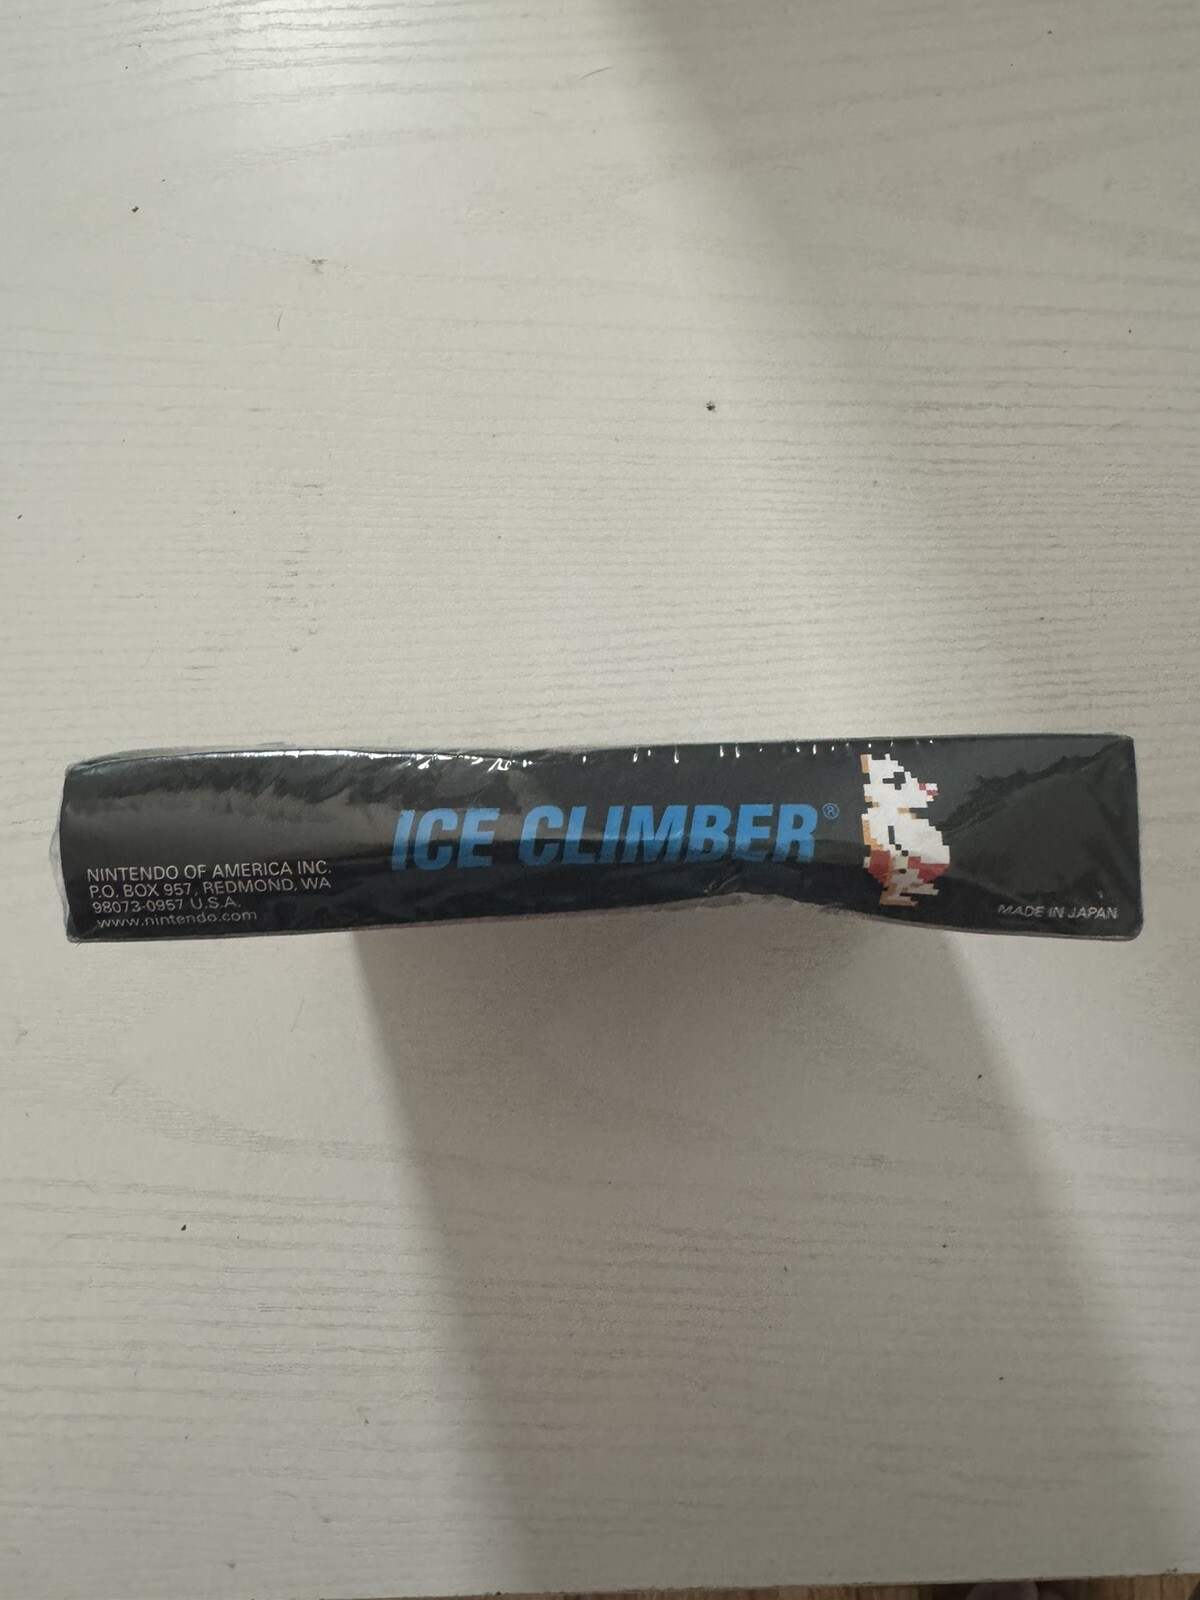 NINTENDO OF AMERICA INC.
P.O. BOX 957, REDMOND, WA
98073-0957 U.S.A.
www.nintendo.com
ICE CLIMBER®
MADE IN JAPAN